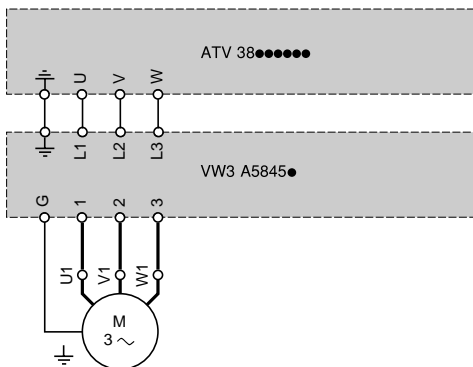 ATV 38●●●●●●
U V W
L1 L2 L3
VW3 A5845●
G 1 2 3
U1 V1 W1
M
3 ~